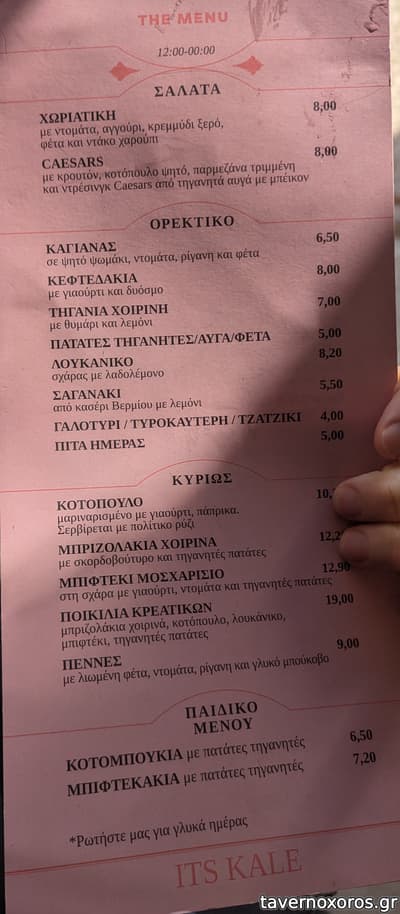 THE MENU
12:00-00:00
ΣΑΛΑΤΑ
ΧΩΡΙΑΤΙΚΗ 8,00
με ντομάτα, αγγούρι, κρεμμύδι ξερό,
φέτα και ντάκο χαρούπι
CAESARS 8,00
με κρουτόν, κοτόπουλο ψητό, παρμεζάνα τριμμένη
και ντρέσινγκ Caesars από τηγανητά αυγά με μπέικον
ΟΡΕΚΤΙΚΟ
ΚΑΓΙΑΝΑΣ 6,50
σε ψητό ψωμάκι, ντομάτα, ρίγανη και φέτα
ΚΕΦΤΕΔΑΚΙΑ 8,00
με γιαούρτι και δυόσμο
ΤΗΓΑΝΙΑ ΧΟΙΡΙΝΗ 7,00
με θυμάρι και λεμόνι
ΠΑΤΑΤΕΣ ΤΗΓΑΝΗΤΕΣ/ΑΥΓΑ/ΦΕΤΑ 5,00
ΛΟΥΚΑΝΙΚΟ 8,20
σχάρας με λαδολέμονο
ΣΑΓΑΝΑΚΙ 5,50
από κασέρι Βερμίου με λεμόνι
ΓΑΛΟΤΥΡΙ / ΤΥΡΟΚΑΥΤΕΡΗ / ΤΖΑΤΖΙΚΙ 4,00
ΠΙΤΑ ΗΜΕΡΑΣ 5,00
ΚΥΡΙΩΣ
ΚΟΤΟΠΟΥΛΟ
μαριναρισμένο με γιαούρτι, πάπρικα.
Σερβίρεται με πολίτικο ρύζι
ΜΠΡΙΖΟΛΑΚΙΑ ΧΟΙΡΙΝΑ
με σκορδοβούτυρο και τηγανητές πατάτες
ΜΠΙΦΤΕΚΙ ΜΟΣΧΑΡΙΣΙΟ 12,90
στη σχάρα με γιαούρτι, ντομάτα και τηγανητές πατάτες
ΠΟΙΚΙΛΙΑ ΚΡΕΑΤΙΚΩΝ 19,00
μπριζολάκια χοιρινά, κοτόπουλο, λουκάνικο,
μπιφτέκι, τηγανητές πατάτες
ΠΕΝΝΕΣ 9,00
με λιωμένη φέτα, ντομάτα, ρίγανη και γλυκό μπούκοβο
ΠΑΙΔΙΚΟ
ΜΕΝΟΥ
ΚΟΤΟΜΠΟΥΚΙΑ με πατάτες τηγανητές 6,50
ΜΠΙΦΤΕΚΑΚΙΑ με πατάτες τηγανητές 7,20
*Ρωτήστε μας για γλυκά ημέρας
ITS KALE
tavernoxoros.gr